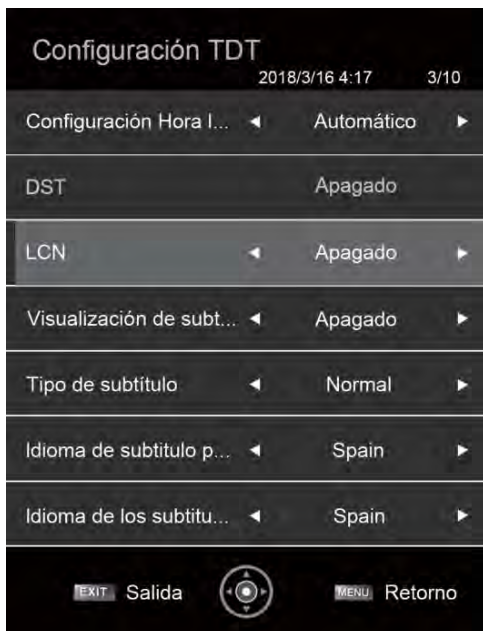 Configuración TDT
2018/3/16 4:17 3/10
Configuración Hora l... Automático
DST Apagado
LCN Apagado
Visualización de subt... Apagado
Tipo de subtítulo Normal
Idioma de subtitulo p... Spain
Idioma de los subtitu... Spain
EXIT Salida MENU Retorno